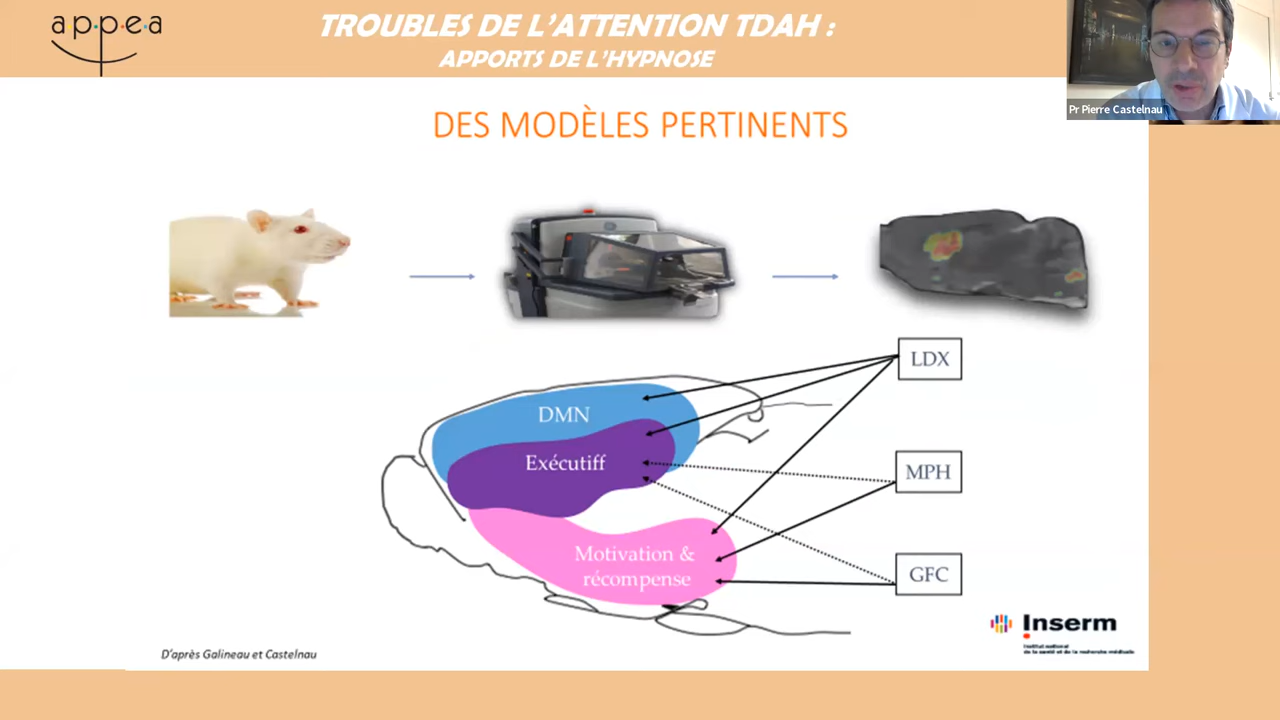 appea
TROUBLES DE L'ATTENTION TDAH :
APPORTS DE L'HYPNOSE
Pr Pierre Castelnau
DES MODÈLES PERTINENTS
LDX
DMN
Exécutiff
MPH
Motivation &
récompense
GFC
Inserm
Institut national
de la santé et de la recherche médicale
D'après Galineau et Castelnau